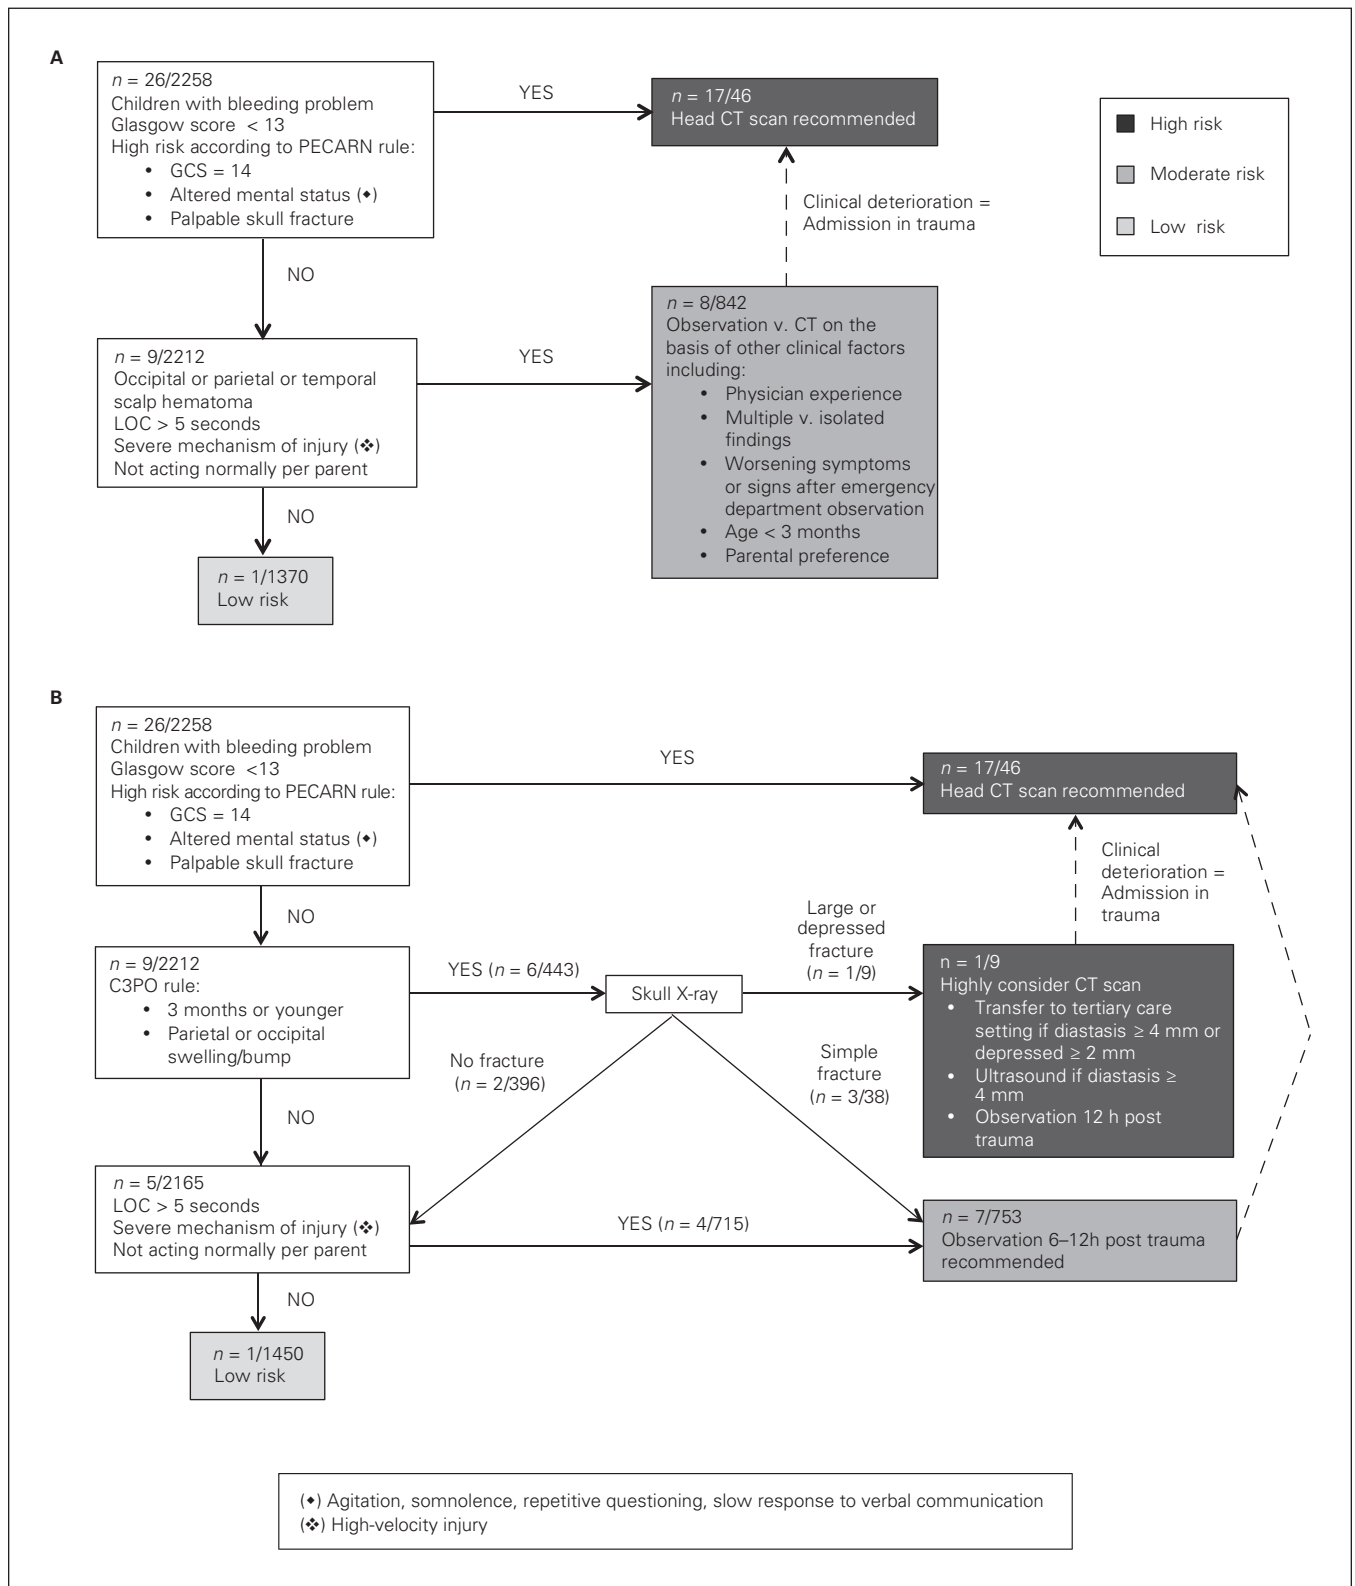 A
n = 26/2258
Children with bleeding problem
Glasgow score < 13
High risk according to PECARN rule:
• GCS = 14
• Altered mental status (◆)
• Palpable skull fracture
YES
n = 17/46
Head CT scan recommended
High risk
Moderate risk
Low risk
Clinical deterioration =
Admission in trauma
NO
n = 9/2212
Occipital or parietal or temporal
scalp hematoma
LOC > 5 seconds
Severe mechanism of injury (❖)
Not acting normally per parent
YES
n = 8/842
Observation v. CT on the
basis of other clinical factors
including:
• Physician experience
• Multiple v. isolated
findings
• Worsening symptoms
or signs after emergency
department observation
• Age < 3 months
• Parental preference
NO
n = 1/1370
Low risk
B
n = 26/2258
Children with bleeding problem
Glasgow score <13
High risk according to PECARN rule:
• GCS = 14
• Altered mental status (◆)
• Palpable skull fracture
YES
n = 17/46
Head CT scan recommended
Clinical
deterioration =
Admission in
trauma
NO
n = 9/2212
C3PO rule:
• 3 months or younger
• Parietal or occipital
swelling/bump
YES (n = 6/443)
Skull X-ray
Large or
depressed
fracture
(n = 1/9)
n = 1/9
Highly consider CT scan
• Transfer to tertiary care
setting if diastasis ≥ 4 mm or
depressed ≥ 2 mm
• Ultrasound if diastasis ≥
4 mm
• Observation 12 h post
trauma
No fracture
(n = 2/396)
Simple
fracture
(n = 3/38)
NO
n = 5/2165
LOC > 5 seconds
Severe mechanism of injury (❖)
Not acting normally per parent
YES (n = 4/715)
n = 7/753
Observation 6–12h post trauma
recommended
NO
n = 1/1450
Low risk
(◆) Agitation, somnolence, repetitive questioning, slow response to verbal communication
(❖) High-velocity injury